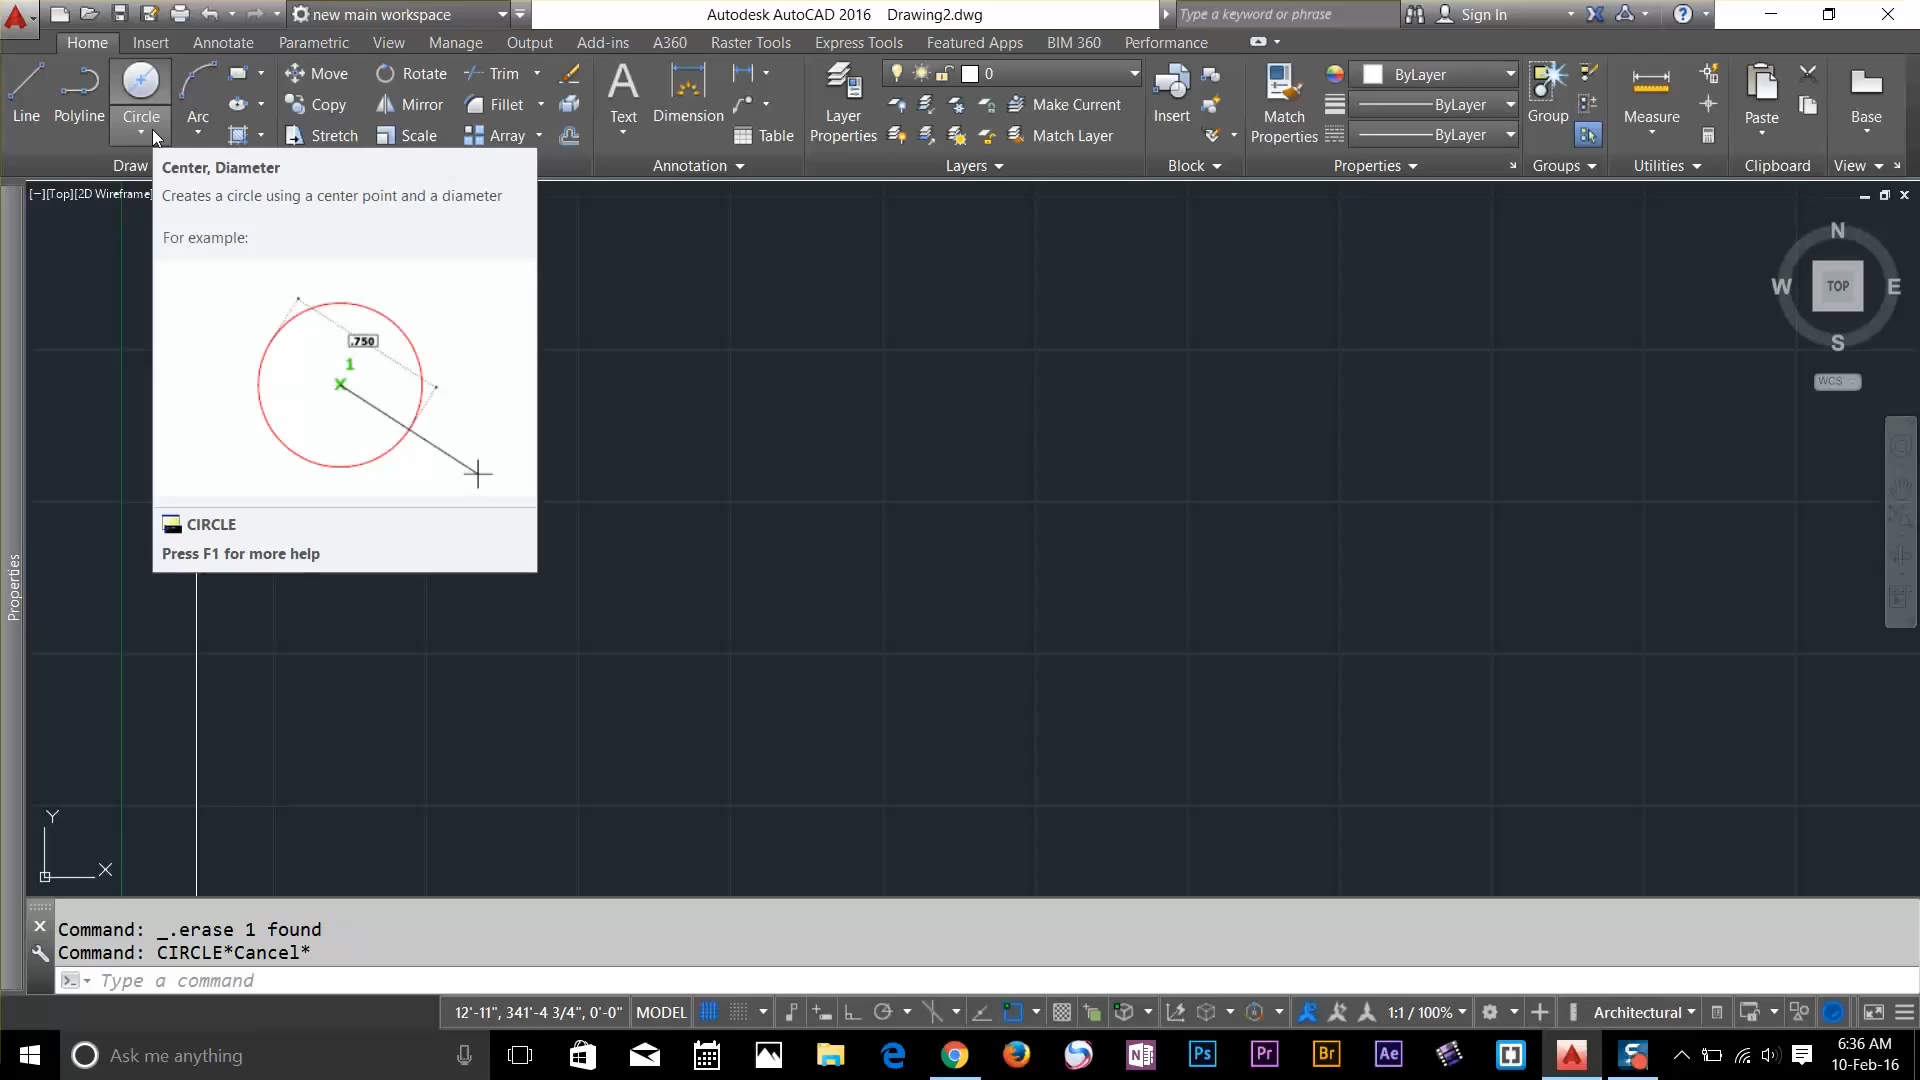 new main workspace
Autodesk AutoCAD 2016 Drawing2.dwg
Type a keyword or phrase
Sign In
Home Insert Annotate Parametric View Manage Output Add-ins A360 Raster Tools Express Tools Featured Apps BIM 360 Performance
Line Polyline Circle Arc
Move Rotate Trim
Copy Mirror Fillet
Stretch Scale Array
Text Dimension Table
Layer Properties
0
Make Current
Match Layer
Insert
Match Properties
ByLayer
ByLayer
ByLayer
Group Measure Paste Base
Draw Annotation Layers Block Properties Groups Utilities Clipboard View
[−][Top][2D Wireframe]
Center, Diameter
Creates a circle using a center point and a diameter
For example:
.750
1
CIRCLE
Press F1 for more help
N
W TOP E
S
WCS
Properties
Y
X
Command: _.erase 1 found
Command: CIRCLE*Cancel*
Type a command
12'-11", 341'-4 3/4", 0'-0" MODEL 1:1 / 100% Architectural
Ask me anything
N Ps Pr Br Ae
6:36 AM
10-Feb-16